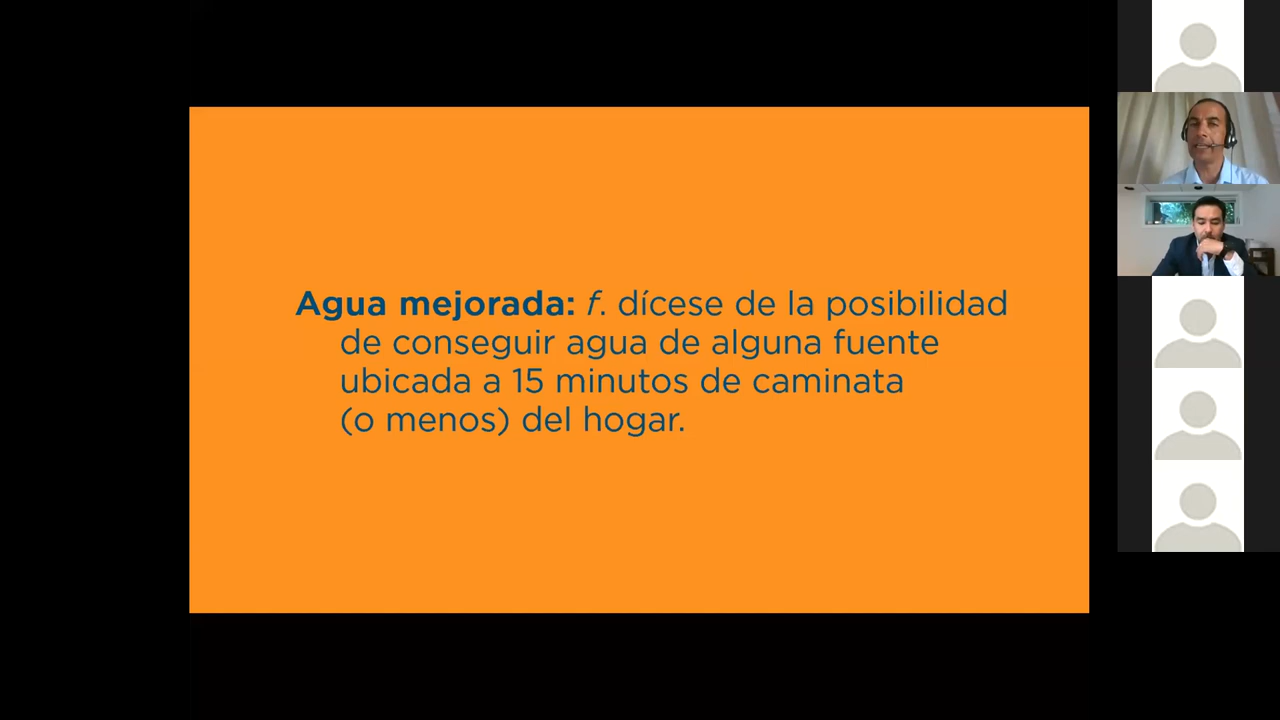 Agua mejorada: f. dícese de la posibilidad
de conseguir agua de alguna fuente
ubicada a 15 minutos de caminata
(o menos) del hogar.